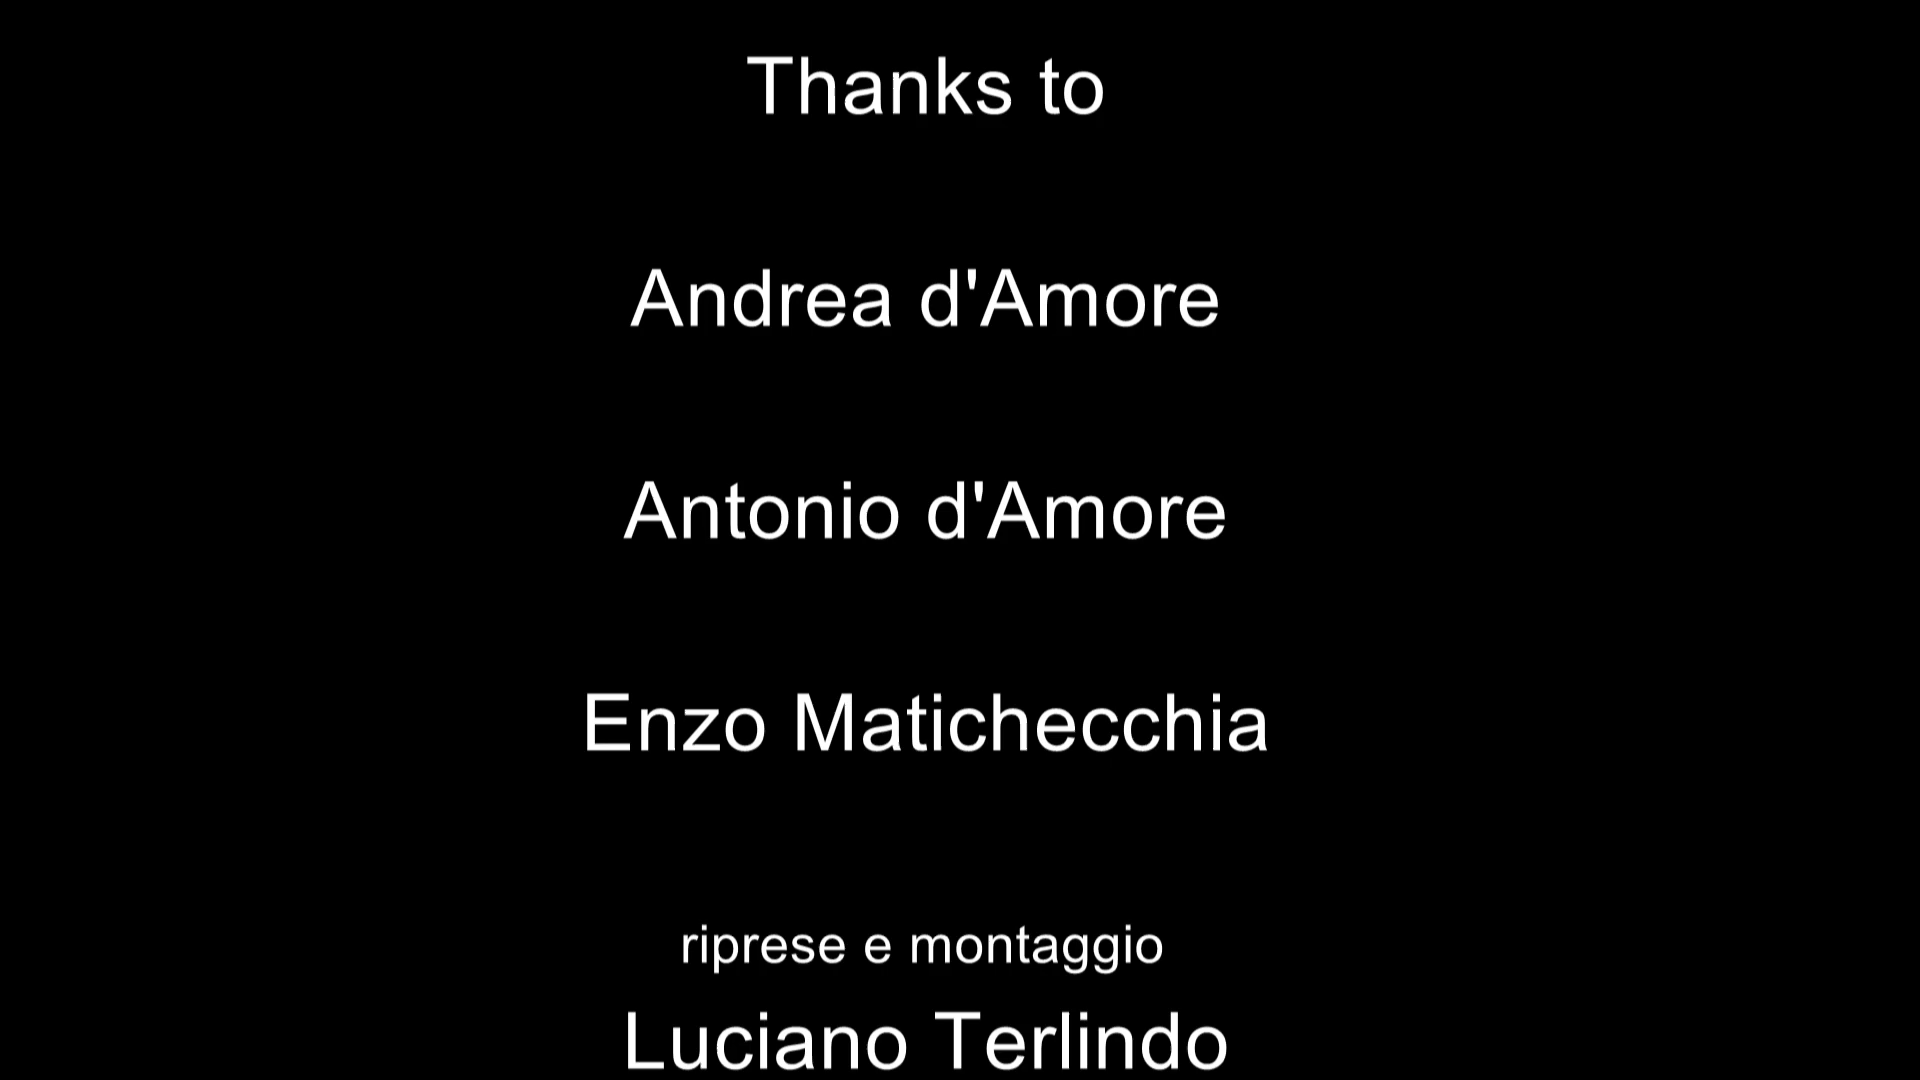 Thanks to
Andrea d'Amore
Antonio d'Amore
Enzo Matichecchia
riprese e montaggio
Luciano Terlindo